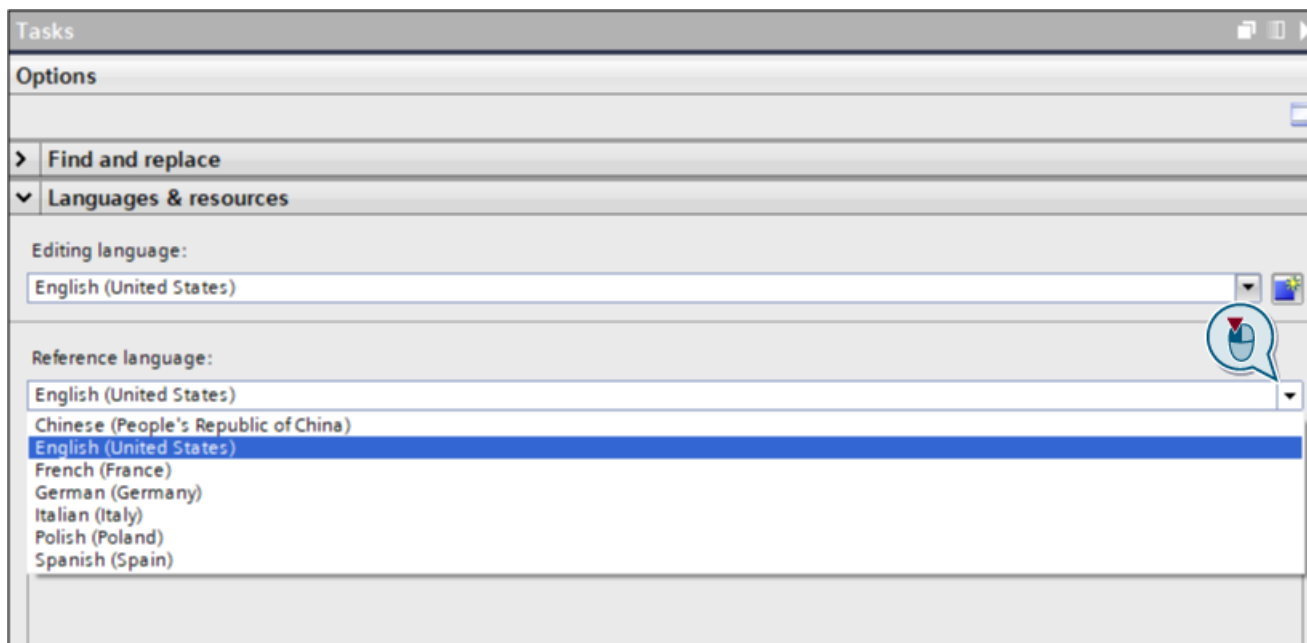 Tasks
Options
Find and replace
Languages & resources
Editing language:
English (United States)
Reference language:
English (United States)
Chinese (People's Republic of China)
English (United States)
French (France)
German (Germany)
Italian (Italy)
Polish (Poland)
Spanish (Spain)